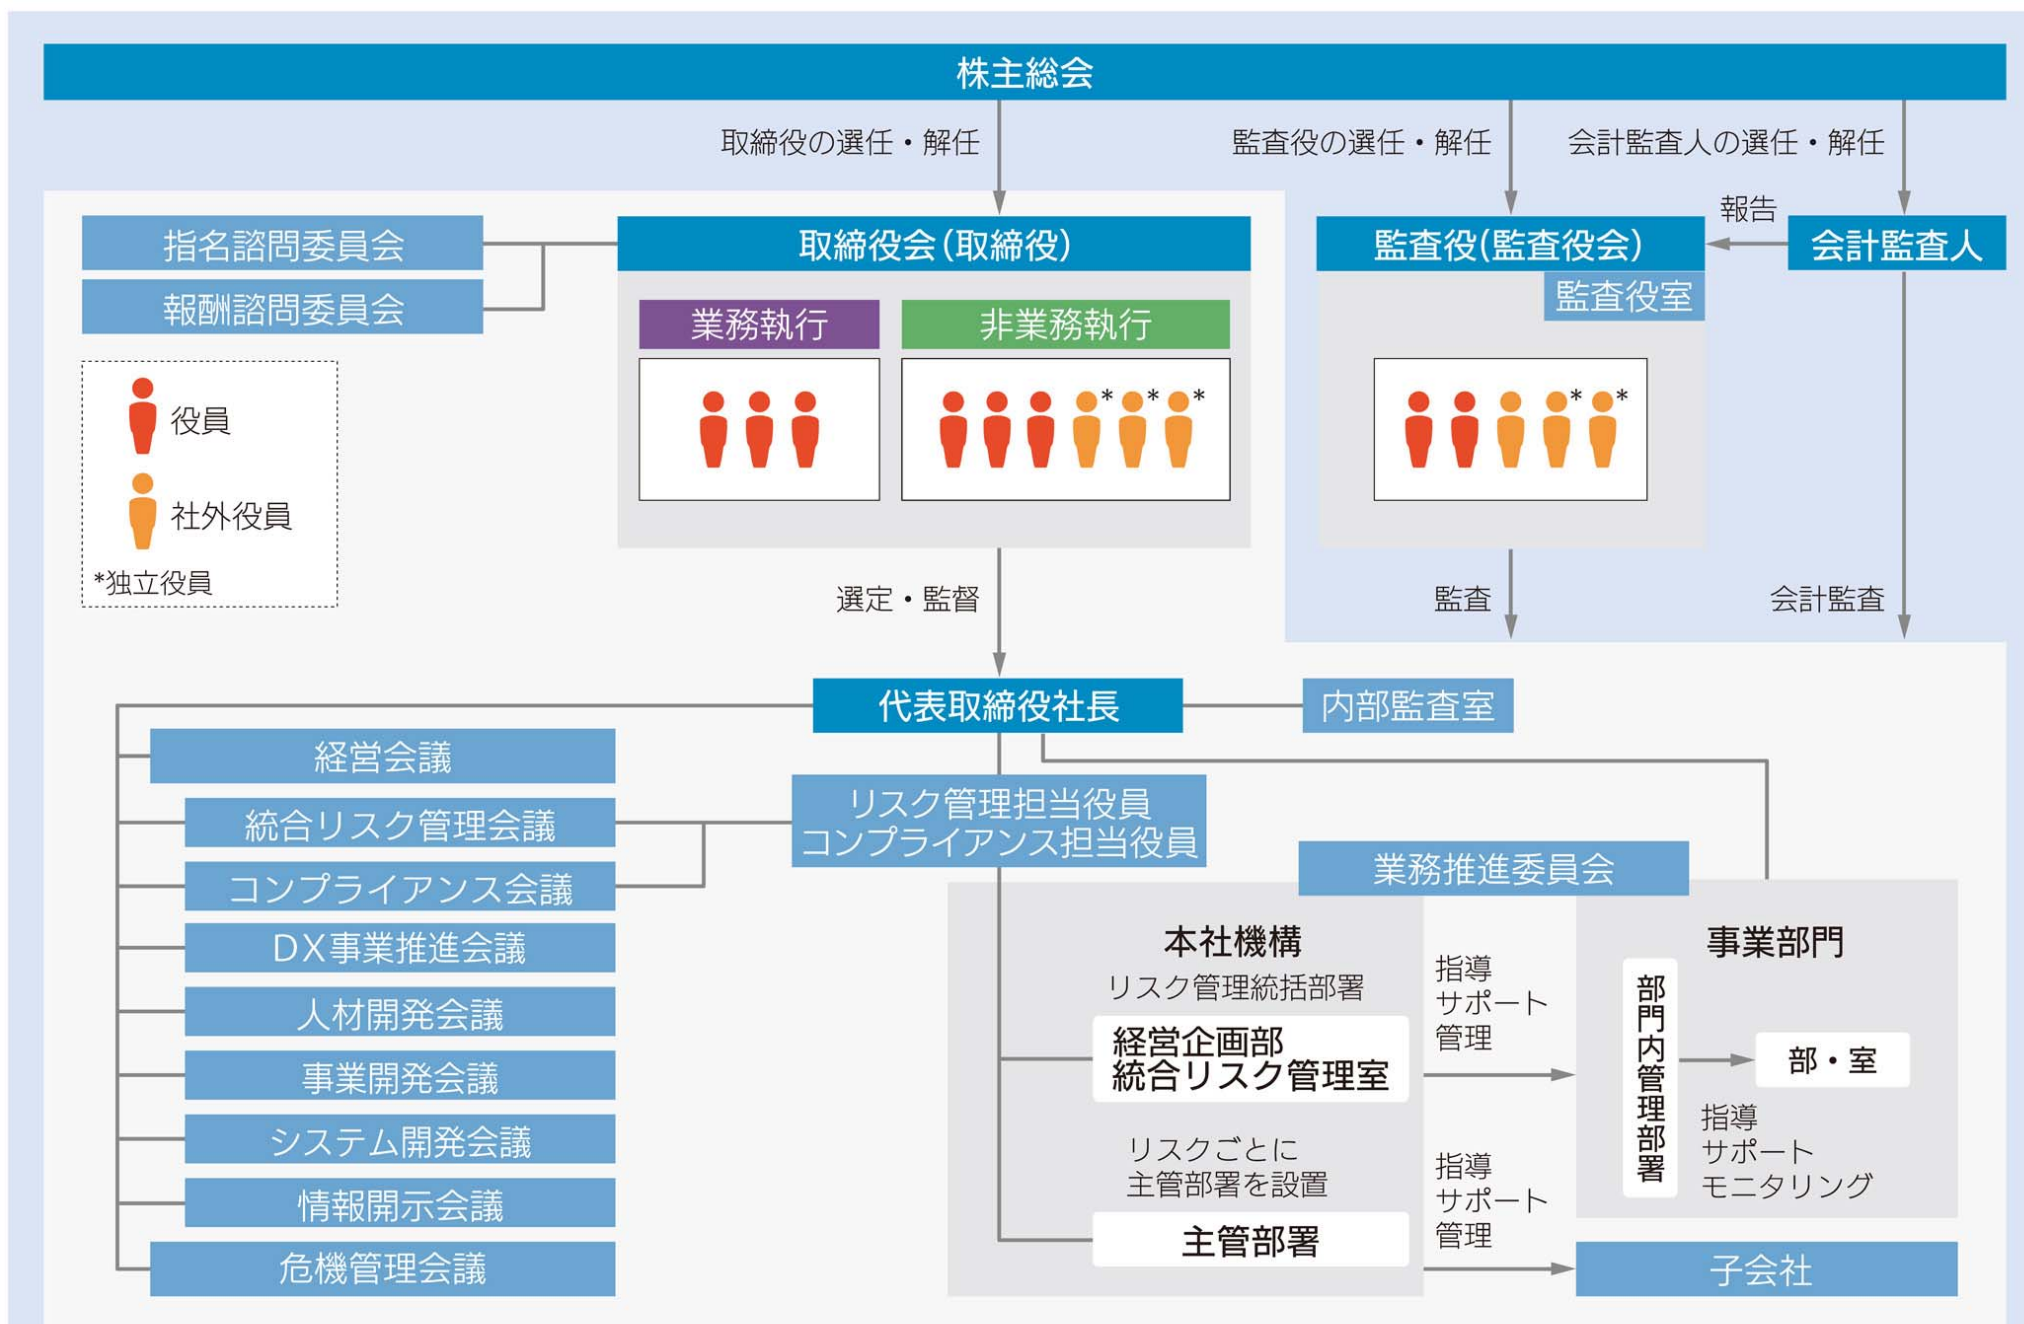 株主総会
取締役の選任・解任
監査役の選任・解任
会計監査人の選任・解任
指名諮問委員会
報酬諮問委員会
取締役会(取締役)
監査役(監査役会)
報告
会計監査人
監査役室
業務執行
非業務執行
* * *
* *
役員
社外役員
*独立役員
選定・監督
監査
会計監査
代表取締役社長
内部監査室
経営会議
統合リスク管理会議
コンプライアンス会議
DX事業推進会議
人材開発会議
事業開発会議
システム開発会議
情報開示会議
危機管理会議
リスク管理担当役員
コンプライアンス担当役員
業務推進委員会
本社機構
リスク管理統括部署
経営企画部
統合リスク管理室
リスクごとに
主管部署を設置
主管部署
指導
サポート
管理
指導
サポート
管理
事業部門
部門内管理部署
部・室
指導
サポート
モニタリング
子会社